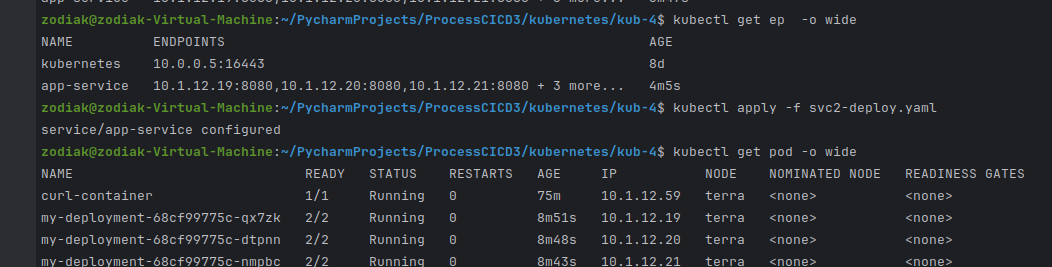 zodiak@zodiak-Virtual-Machine:~/PycharmProjects/ProcessCICD3/kubernetes/kub-4$ kubectl get ep  -o wide
NAME          ENDPOINTS                                                      AGE
kubernetes    10.0.0.5:16443                                                 8d
app-service   10.1.12.19:8080,10.1.12.20:8080,10.1.12.21:8080 + 3 more...   4m5s
zodiak@zodiak-Virtual-Machine:~/PycharmProjects/ProcessCICD3/kubernetes/kub-4$ kubectl apply -f svc2-deploy.yaml
service/app-service configured
zodiak@zodiak-Virtual-Machine:~/PycharmProjects/ProcessCICD3/kubernetes/kub-4$ kubectl get pod -o wide
NAME                             READY   STATUS    RESTARTS   AGE     IP           NODE    NOMINATED NODE   READINESS GATES
curl-container                   1/1     Running   0          75m     10.1.12.59   terra   <none>           <none>
my-deployment-68cf99775c-qx7zk   2/2     Running   0          8m51s   10.1.12.19   terra   <none>           <none>
my-deployment-68cf99775c-dtpnn   2/2     Running   0          8m48s   10.1.12.20   terra   <none>           <none>
my-deployment-68cf99775c-nmpbc   2/2     Running   0          8m43s   10.1.12.21   terra   <none>           <none>